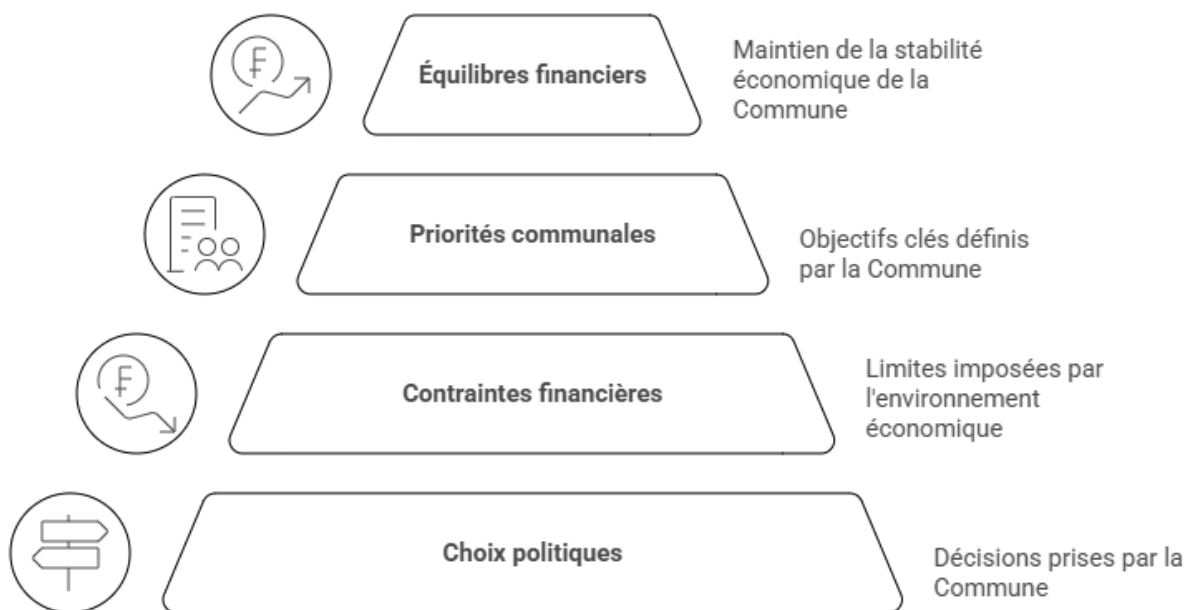 Équilibres financiers
Maintien de la stabilité
économique de la
Commune
Priorités communales
Objectifs clés définis
par la Commune
Contraintes financières
Limites imposées par
l'environnement
économique
Choix politiques
Décisions prises par la
Commune